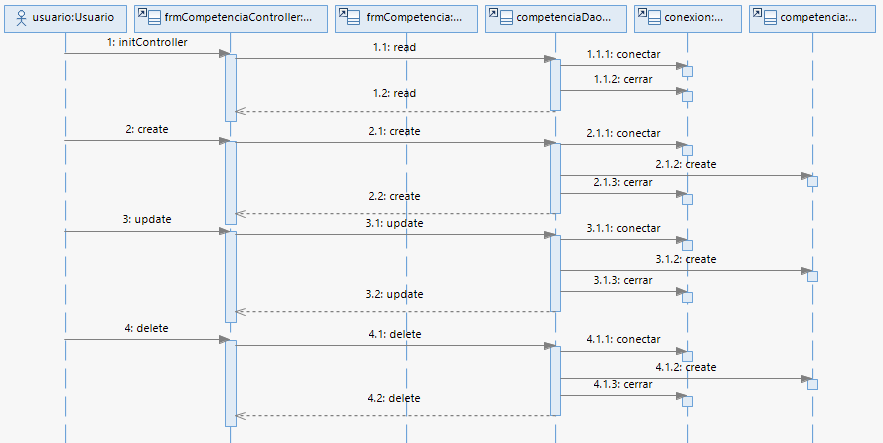 usuario:Usuario
frmCompetenciaController:...
frmCompetencia:...
competenciaDao...
conexion:...
competencia:...
1: initController
1.1: read
1.1.1: conectar
1.1.2: cerrar
1.2: read
2: create
2.1: create
2.1.1: conectar
2.1.2: create
2.1.3: cerrar
2.2: create
3: update
3.1: update
3.1.1: conectar
3.1.2: create
3.1.3: cerrar
3.2: update
4: delete
4.1: delete
4.1.1: conectar
4.1.2: create
4.1.3: cerrar
4.2: delete